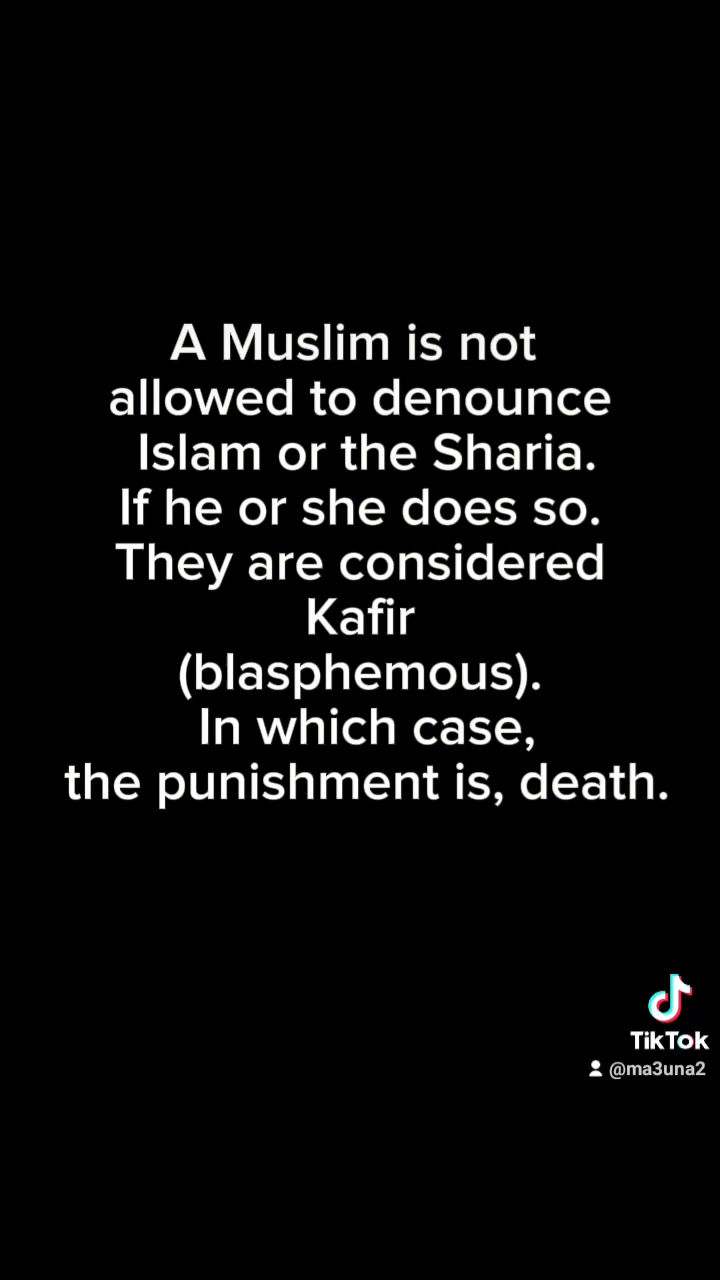 A Muslim is not
allowed to denounce
Islam or the Sharia.
If he or she does so.
They are considered
Kafir
(blasphemous).
In which case,
the punishment is, death.
TikTok
@ma3una2